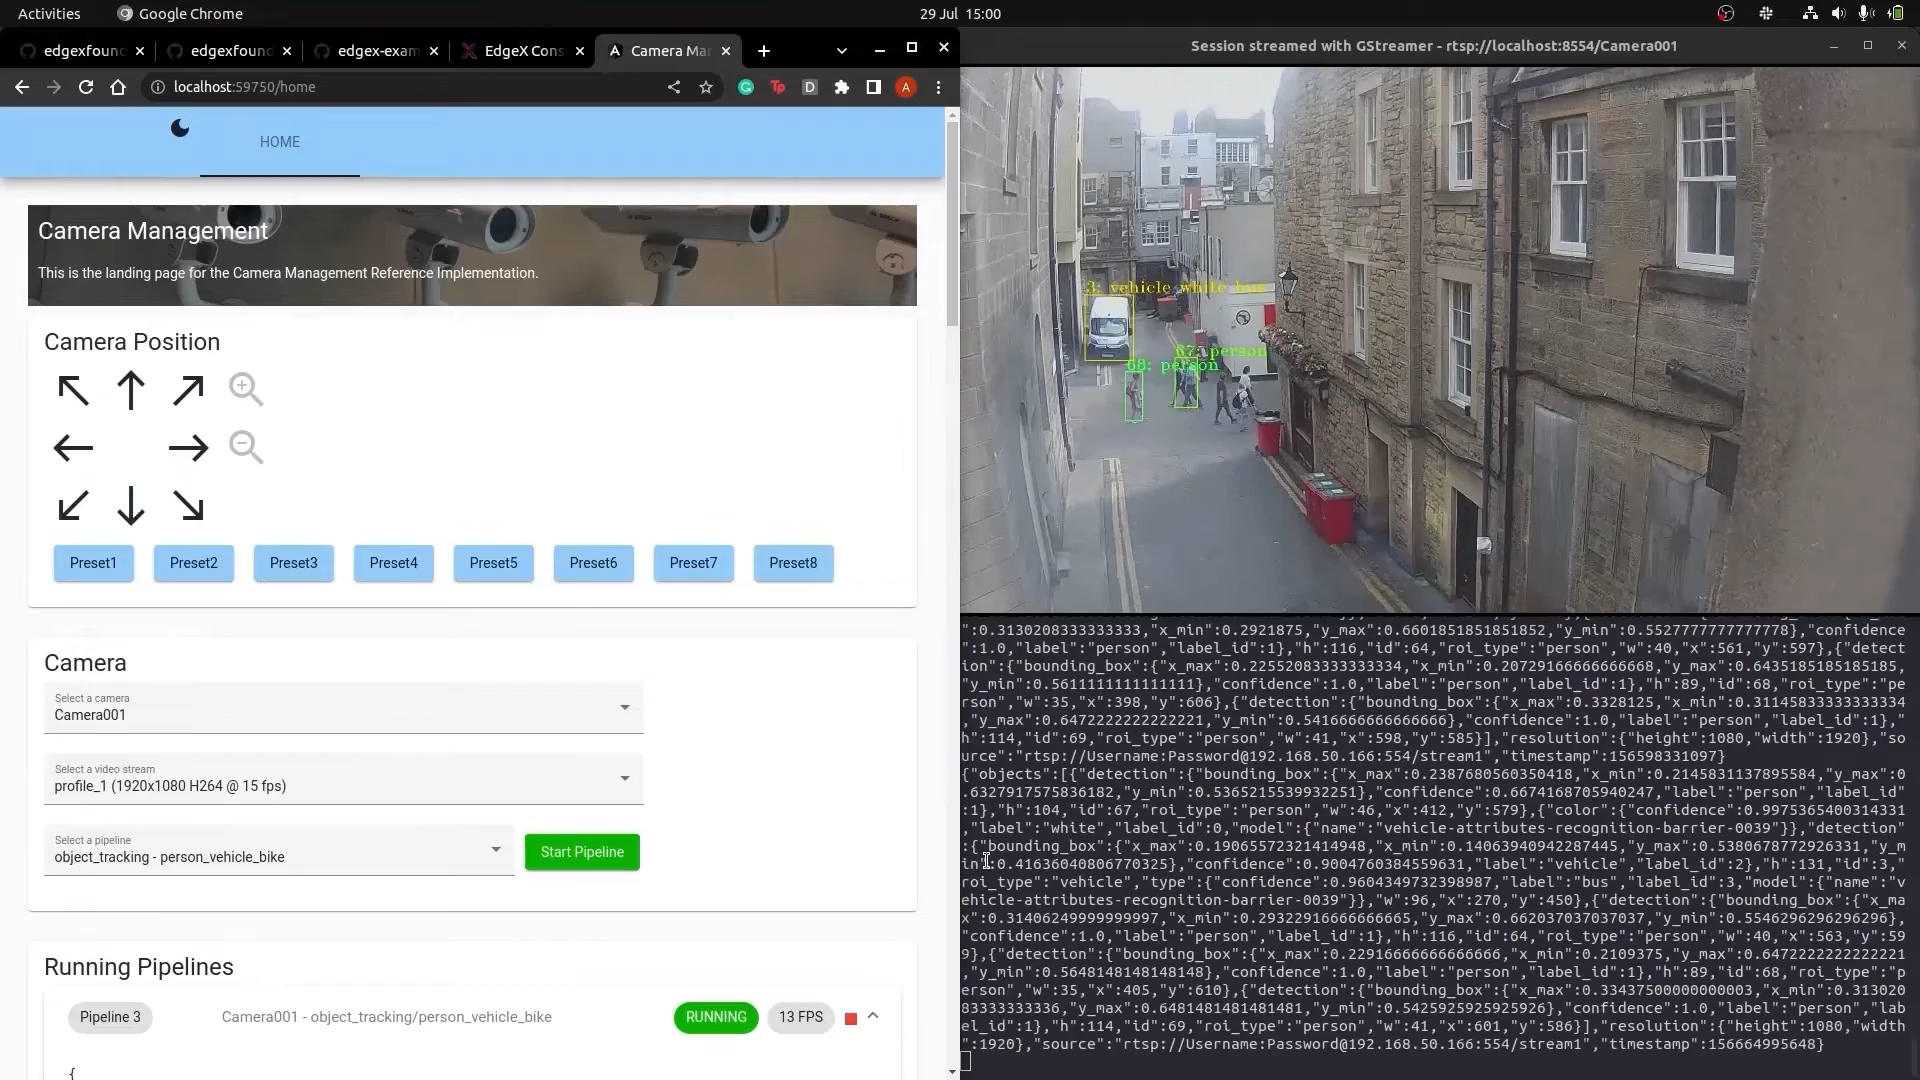 Activities
Google Chrome
29 Jul 15:00
edgexfound
edgexfound
edgex-exam
EdgeX Cons
Camera Man
localhost:59750/home
Tp
D
A
HOME
Camera Management
This is the landing page for the Camera Management Reference Implementation.
Camera Position
Preset1
Preset2
Preset3
Preset4
Preset5
Preset6
Preset7
Preset8
Camera
Select a camera
Camera001
Select a video stream
profile_1 (1920x1080 H264 @ 15 fps)
Select a pipeline
object_tracking - person_vehicle_bike
Start Pipeline
Running Pipelines
Pipeline 3
Camera001 - object_tracking/person_vehicle_bike
RUNNING
13 FPS
{
Session streamed with GStreamer - rtsp://localhost:8554/Camera001
3: vehicle white bus
67: person
68: person
":0.3130208333333333,"x_min":0.2921875,"y_max":0.6601851851851852,"y_min":0.5527777777777778},"confidence
":1.0,"label":"person","label_id":1},"h":116,"id":64,"roi_type":"person","w":40,"x":561,"y":597},{"detect
ion":{"bounding_box":{"x_max":0.22552083333333334,"x_min":0.20729166666666668,"y_max":0.6435185185185185,
"y_min":0.5611111111111111},"confidence":1.0,"label":"person","label_id":1},"h":89,"id":68,"roi_type":"pe
rson","w":35,"x":398,"y":606},{"detection":{"bounding_box":{"x_max":0.3328125,"x_min":0.31145833333333334
,"y_max":0.6472222222222221,"y_min":0.5416666666666666},"confidence":1.0,"label":"person","label_id":1},"
h":114,"id":69,"roi_type":"person","w":41,"x":598,"y":585}],"resolution":{"height":1080,"width":1920},"so
urce":"rtsp://Username:Password@192.168.50.166:554/stream1","timestamp":156598331097}
{"objects":[{"detection":{"bounding_box":{"x_max":0.2387680560350418,"x_min":0.2145831137895584,"y_max":0
.6327917575836182,"y_min":0.5365215539932251},"confidence":0.6674168705940247,"label":"person","label_id"
:1},"h":104,"id":67,"roi_type":"person","w":46,"x":412,"y":579},{"color":{"confidence":0.9975365400314331
,"label":"white","label_id":0,"model":{"name":"vehicle-attributes-recognition-barrier-0039"}},"detection"
:{"bounding_box":{"x_max":0.19065572321414948,"x_min":0.14063940942287445,"y_max":0.5380678772926331,"y_m
in":0.41636040806770325},"confidence":0.9004760384559631,"label":"vehicle","label_id":2},"h":131,"id":3,"
roi_type":"vehicle","type":{"confidence":0.9604349732398987,"label":"bus","label_id":3,"model":{"name":"v
ehicle-attributes-recognition-barrier-0039"}},"w":96,"x":270,"y":450},{"detection":{"bounding_box":{"x_ma
x":0.31406249999999997,"x_min":0.29322916666666665,"y_max":0.662037037037037,"y_min":0.5546296296296296},
"confidence":1.0,"label":"person","label_id":1},"h":116,"id":64,"roi_type":"person","w":40,"x":563,"y":59
9},{"detection":{"bounding_box":{"x_max":0.22916666666666666,"x_min":0.2109375,"y_max":0.6472222222222221
,"y_min":0.5648148148148148},"confidence":1.0,"label":"person","label_id":1},"h":89,"id":68,"roi_type":"p
erson","w":35,"x":405,"y":610},{"detection":{"bounding_box":{"x_max":0.33437500000000003,"x_min":0.313020
83333333336,"y_max":0.6481481481481481,"y_min":0.5425925925925926},"confidence":1.0,"label":"person","lab
el_id":1},"h":114,"id":69,"roi_type":"person","w":41,"x":601,"y":586}],"resolution":{"height":1080,"width
":1920},"source":"rtsp://Username:Password@192.168.50.166:554/stream1","timestamp":156664995648}